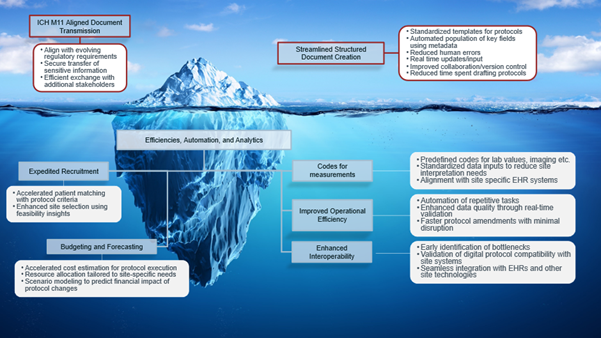 ICH M11 Aligned Document
Transmission
• Align with evolving
regulatory requirements
• Secure transfer of
sensitive information
• Efficient exchange with
additional stakeholders
Streamlined Structured
Document Creation
• Standardized templates for protocols
• Automated population of key fields
using metadata
• Reduced human errors
• Real time updates/input
• Improved collaboration/version control
• Reduced time spent drafting protocols
Efficiencies, Automation, and Analytics
Expedited Recruitment
• Accelerated patient matching
with protocol criteria
• Enhanced site selection using
feasibility insights
Budgeting and Forecasting
• Accelerated cost estimation for protocol execution
• Resource allocation tailored to site-specific needs
• Scenario modeling to predict financial impact of
protocol changes
Codes for
measurements
• Predefined codes for lab values, imaging etc.
• Standardized data inputs to reduce site
interpretation needs
• Alignment with site specific EHR systems
Improved Operational
Efficiency
• Automation of repetitive tasks
• Enhanced data quality through real-time
validation
• Faster protocol amendments with minimal
disruption
Enhanced
Interoperability
• Early identification of bottlenecks
• Validation of digital protocol compatibility with
site systems
• Seamless integration with EHRs and other
site technologies